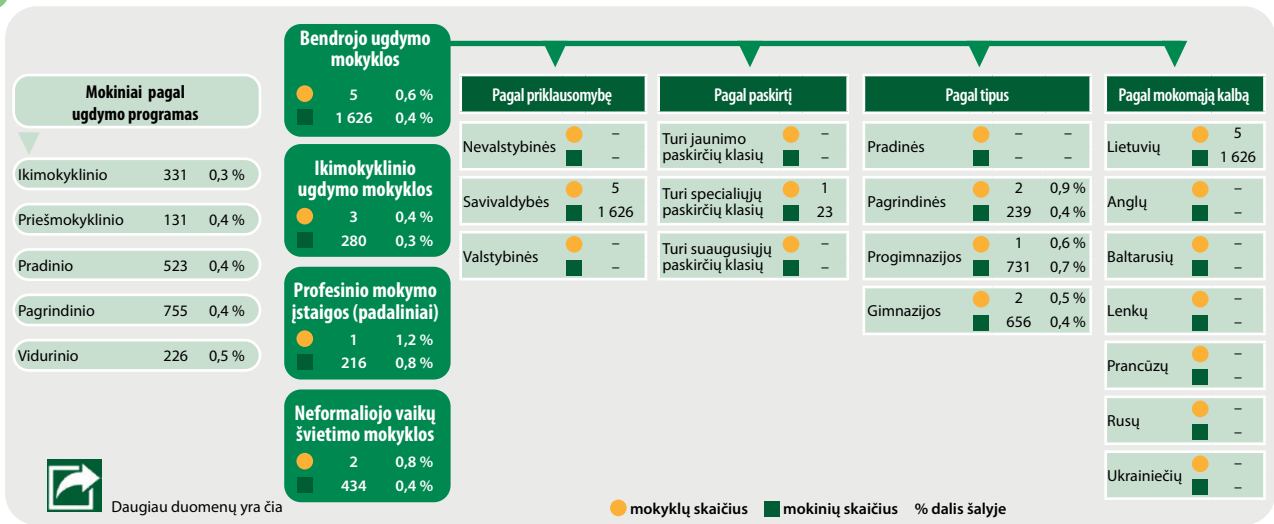 Mokiniai pagal
ugdymo programas
Ikimokyklinio 331 0,3 %
Priešmokyklinio 131 0,4 %
Pradinio 523 0,4 %
Pagrindinio 755 0,4 %
Vidurinio 226 0,5 %
Bendrojo ugdymo
mokyklos
5 0,6 %
1 626 0,4 %
Ikimokyklinio
ugdymo mokyklos
3 0,4 %
280 0,3 %
Profesinio mokymo
įstaigos (padaliniai)
1 1,2 %
216 0,8 %
Neformaliojo vaikų
švietimo mokyklos
2 0,8 %
434 0,4 %
Pagal priklausomybę
Nevalstybinės –
–
Savivaldybės 5
1 626
Valstybinės –
–
Pagal paskirtį
Turi jaunimo –
paskirčių klasių –
Turi specialiųjų 1
paskirčių klasių 23
Turi suaugusiųjų –
paskirčių klasių –
Pagal tipus
Pradinės – –
– –
Pagrindinės 2 0,9 %
239 0,4 %
Progimnazijos 1 0,6 %
731 0,7 %
Gimnazijos 2 0,5 %
656 0,4 %
Pagal mokomąją kalbą
Lietuvių 5
1 626
Anglų –
–
Baltarusių –
–
Lenkų –
–
Prancūzų –
–
Rusų –
–
Ukrainiečių –
–
Daugiau duomenų yra čia
mokyklų skaičius mokinių skaičius % dalis šalyje